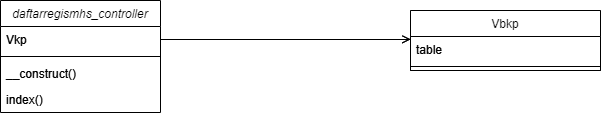 daftarregismhs_controller
Vkp
__construct()
index()
Vbkp
table